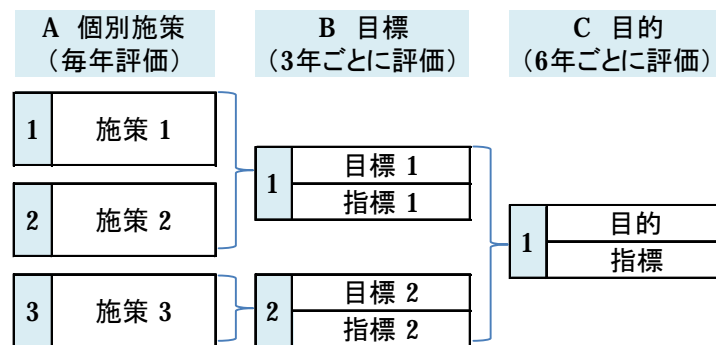 A 個別施策
（毎年評価）
B 目標
（3年ごとに評価）
C 目的
（6年ごとに評価）
1 施策 1
2 施策 2
3 施策 3
1 目標 1
指標 1
2 目標 2
指標 2
1 目的
指標